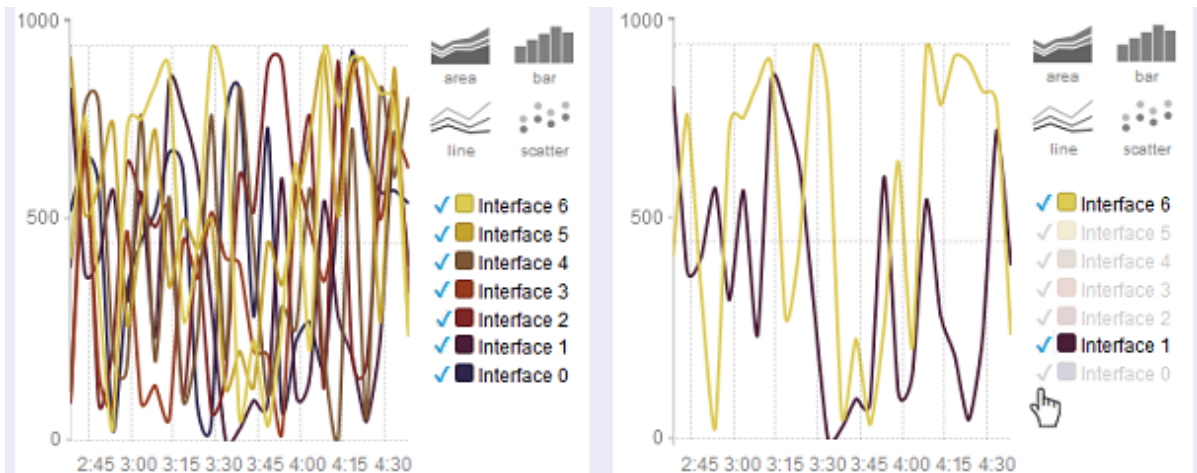 1000
500
0
2:45 3:00 3:15 3:30 3:45 4:00 4:15 4:30
area bar
line scatter
✓ Interface 6
✓ Interface 5
✓ Interface 4
✓ Interface 3
✓ Interface 2
✓ Interface 1
✓ Interface 0
1000
500
0
2:45 3:00 3:15 3:30 3:45 4:00 4:15 4:30
area bar
line scatter
✓ Interface 6
✓ Interface 5
✓ Interface 4
✓ Interface 3
✓ Interface 2
✓ Interface 1
✓ Interface 0